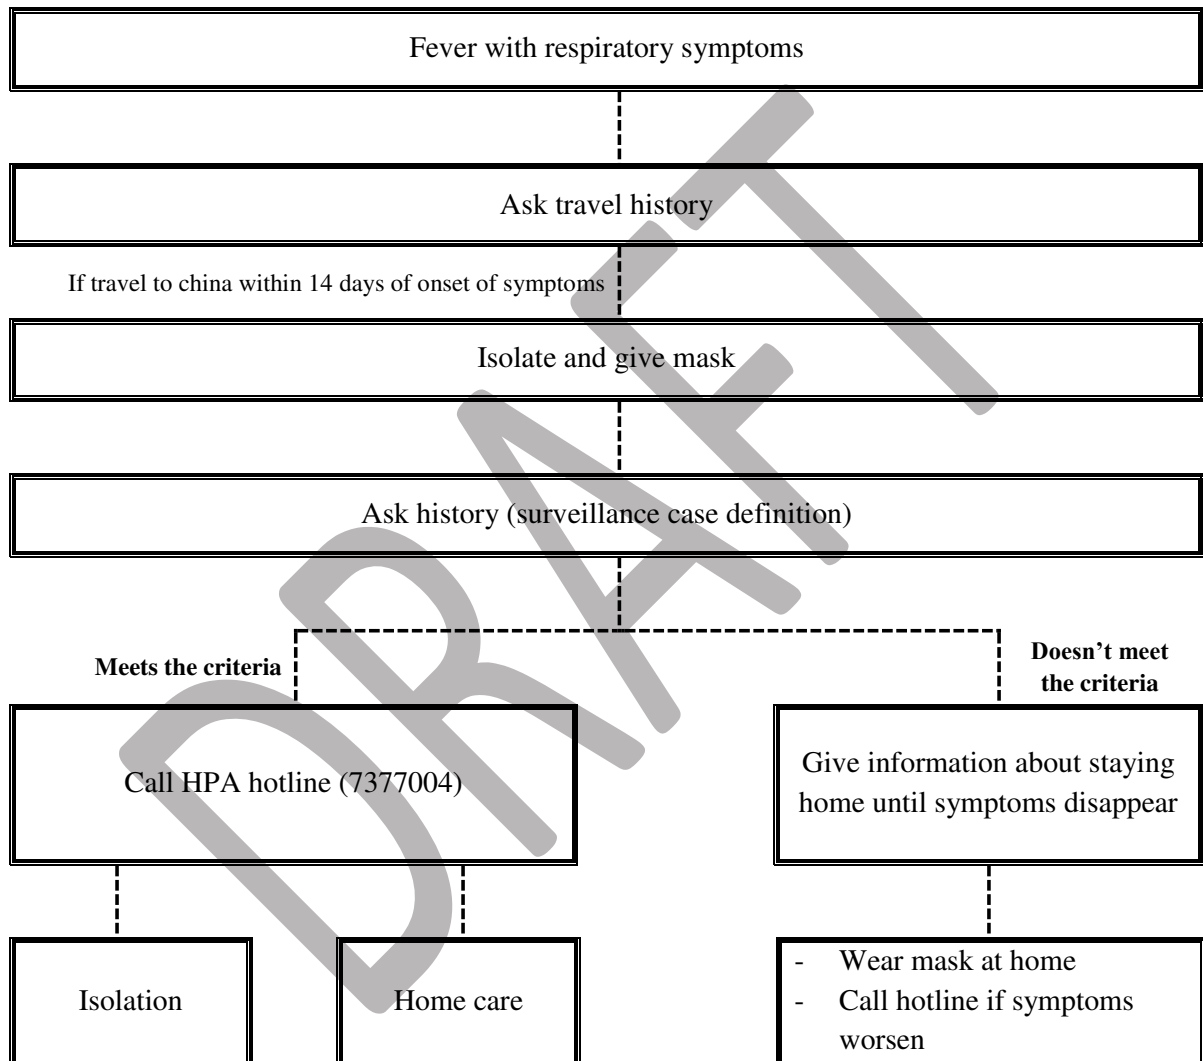 Fever with respiratory symptoms
Ask travel history
If travel to china within 14 days of onset of symptoms
Isolate and give mask
Ask history (surveillance case definition)
Meets the criteria
Doesn't meet
the criteria
Call HPA hotline (7377004)
Give information about staying
home until symptoms disappear
Isolation
Home care
- Wear mask at home
- Call hotline if symptoms
worsen
DRAFT